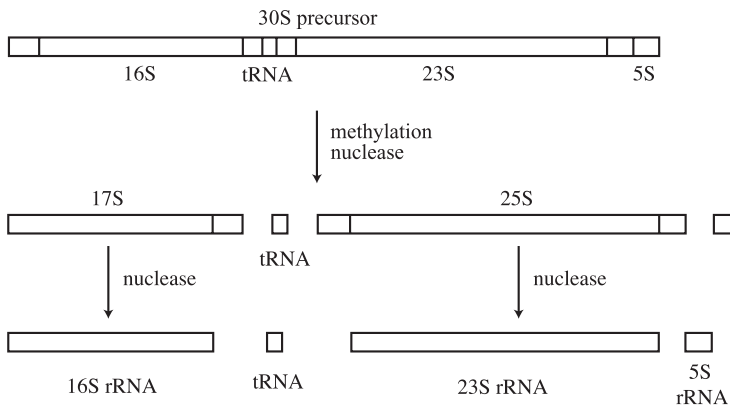 30S precursor
16S
tRNA
23S
5S
methylation
nuclease
17S
25S
tRNA
nuclease
nuclease
16S rRNA
tRNA
23S rRNA
5S
rRNA